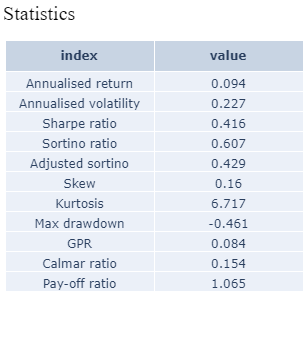 Statistics
index value
Annualised return 0.094
Annualised volatility 0.227
Sharpe ratio 0.416
Sortino ratio 0.607
Adjusted sortino 0.429
Skew 0.16
Kurtosis 6.717
Max drawdown -0.461
GPR 0.084
Calmar ratio 0.154
Pay-off ratio 1.065